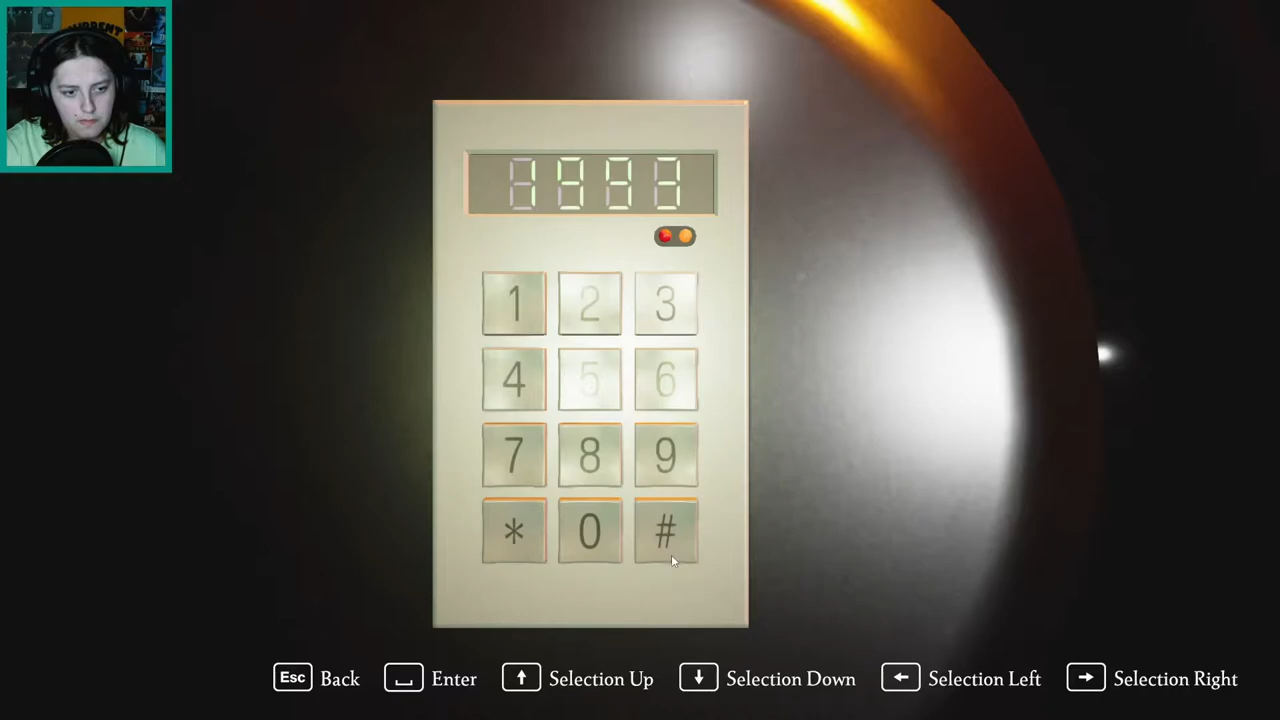 CURRENT
1 2 3
4 5 6
7 8 9
* 0 #
Esc Back Enter ↑ Selection Up ↓ Selection Down ← Selection Left → Selection Right